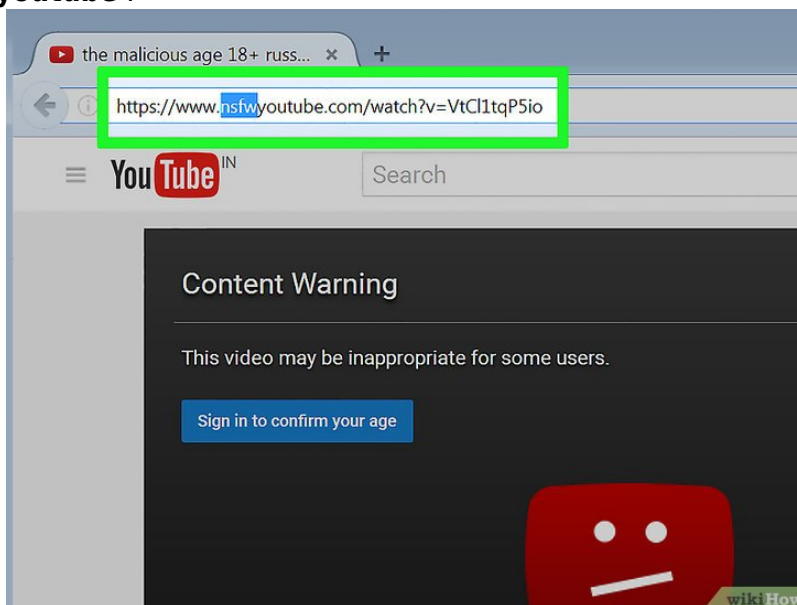 the malicious age 18+ russ...
https://www.nsfwyoutube.com/watch?v=VtCl1tqP5io
YouTube IN
Search
Content Warning
This video may be inappropriate for some users.
Sign in to confirm your age
wikiHow